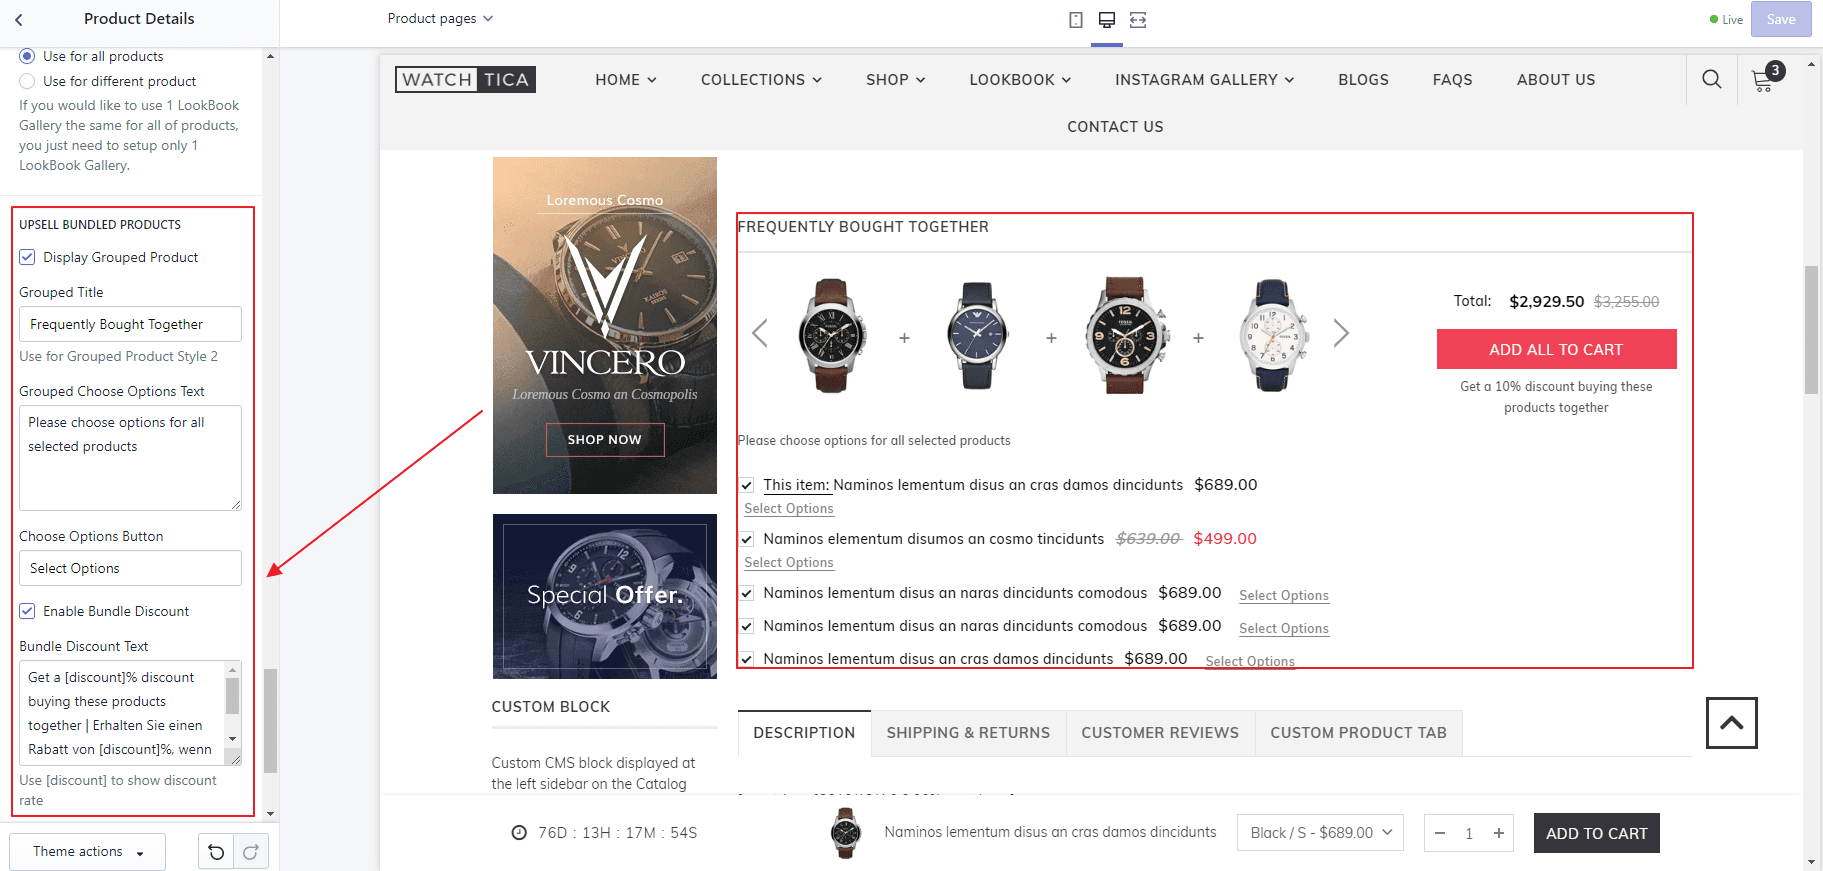 Product Details
Product pages
Live
Save
Use for all products
Use for different product
If you would like to use 1 LookBook
Gallery the same for all of products,
you just need to setup only 1
LookBook Gallery.
UPSELL BUNDLED PRODUCTS
Display Grouped Product
Grouped Title
Frequently Bought Together
Use for Grouped Product Style 2
Grouped Choose Options Text
Please choose options for all
selected products
Choose Options Button
Select Options
Enable Bundle Discount
Bundle Discount Text
Get a [discount]% discount
buying these products
together | Erhalten Sie einen
Rabatt von [discount]%, wenn
Use [discount] to show discount
rate
Theme actions
WATCH TICA
HOME
COLLECTIONS
SHOP
LOOKBOOK
INSTAGRAM GALLERY
BLOGS
FAQS
ABOUT US
3
CONTACT US
Loremous Cosmo
VINCERO
Loremous Cosmo an Cosmopolis
SHOP NOW
Special Offer.
CUSTOM BLOCK
Custom CMS block displayed at
the left sidebar on the Catalog
FREQUENTLY BOUGHT TOGETHER
+ + +
Total: $2,929.50 $3,255.00
ADD ALL TO CART
Get a 10% discount buying these
products together
Please choose options for all selected products
This item: Naminos lementum disus an cras damos dincidunts $689.00
Select Options
Naminos elementum disumos an cosmo tincidunts $639.00 $499.00
Select Options
Naminos lementum disus an naras dincidunts comodous $689.00 Select Options
Naminos lementum disus an naras dincidunts comodous $689.00 Select Options
Naminos lementum disus an cras damos dincidunts $689.00 Select Options
DESCRIPTION
SHIPPING & RETURNS
CUSTOMER REVIEWS
CUSTOM PRODUCT TAB
76D : 13H : 17M : 54S
Naminos lementum disus an cras damos dincidunts
Black / S - $689.00
− 1 +
ADD TO CART